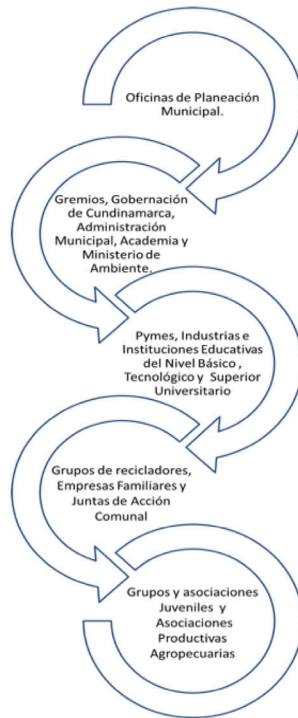 Oficinas de Planeación
Municipal.
Gremios, Gobernación
de Cundinamarca,
Administración
Municipal, Academia y
Ministerio de
Ambiente.
Pymes, Industrias e
Instituciones Educativas
del Nivel Básico ,
Tecnológico y Superior
Universitario
Grupos de recicladores,
Empresas Familiares y
Juntas de Acción
Comunal
Grupos y asociaciones
Juveniles y
Asociaciones
Productivas
Agropecuarias